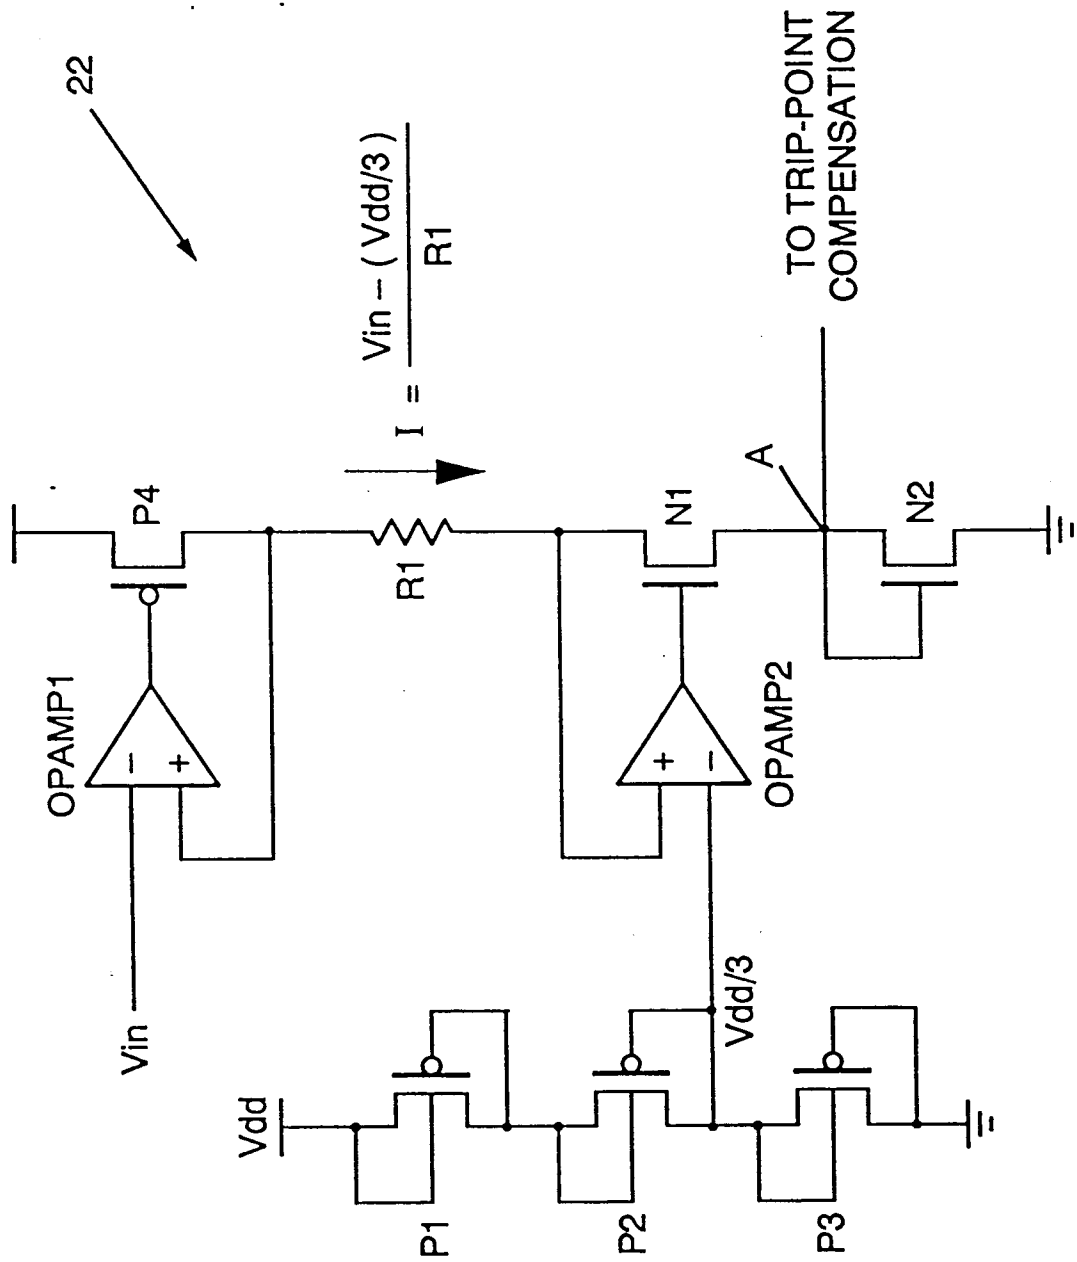 22
Vdd
Vin
OPAMP1
−
+
P4
R1
I = Vin − ( Vdd/3 )
R1
P1
P2
P3
Vdd/3
+
−
OPAMP2
N1
A
N2
TO TRIP-POINT
COMPENSATION